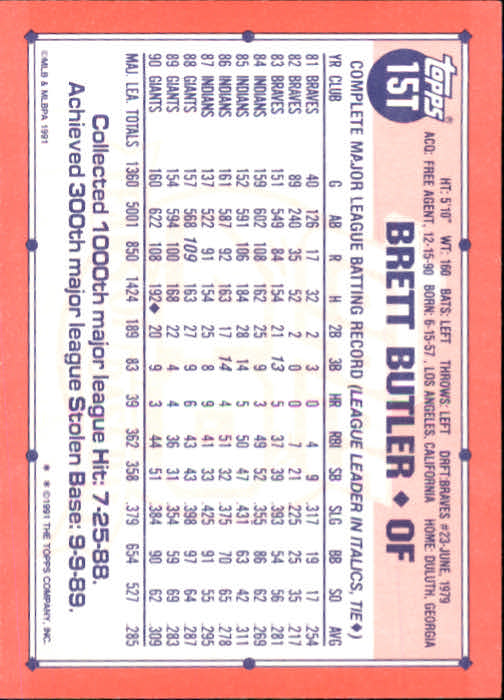 topps®
15T
HT: 5'10" WT: 160 BATS: LEFT THROWS: LEFT DRFT: BRAVES #23-JUNE, 1979
ACQ: FREE AGENT, 12-15-90 BORN: 6-15-57, LOS ANGELES, CALIFORNIA HOME: DULUTH, GEORGIA
BRETT BUTLER ◆ OF
COMPLETE MAJOR LEAGUE BATTING RECORD (LEAGUE LEADER IN ITALICS, TIE◆)
YR CLUB G AB R H 2B 3B HR RBI SB SLG BB SO AVG
81 BRAVES 40 126 17 32 2 3 0 4 9 .317 19 17 .254
82 BRAVES 89 240 35 52 2 0 0 7 21 .225 25 35 .217
83 BRAVES 151 549 84 154 21 13 5 37 39 .393 54 56 .281
84 INDIANS 159 602 108 162 25 9 3 49 52 .355 86 62 .269
85 INDIANS 152 591 106 184 28 14 5 50 47 .431 63 42 .311
86 INDIANS 161 587 92 163 17 14 4 51 32 .375 70 65 .278
87 INDIANS 137 522 91 154 25 8 9 41 33 .425 91 55 .295
88 GIANTS 157 568 109 163 27 9 6 43 43 .398 97 64 .287
89 GIANTS 154 594 100 168 22 4 4 36 31 .354 59 69 .283
90 GIANTS 160 622 108 192◆ 20 9 3 44 51 .384 90 62 .309
MAJ. LEA. TOTALS 1360 5001 850 1424 189 83 39 362 358 .379 654 527 .285
Collected 1000th major league Hit: 7-25-88.
Achieved 300th major league Stolen Base: 9-9-89.
©MLB & MLBPA 1991 * * ©1991 THE TOPPS COMPANY, INC.